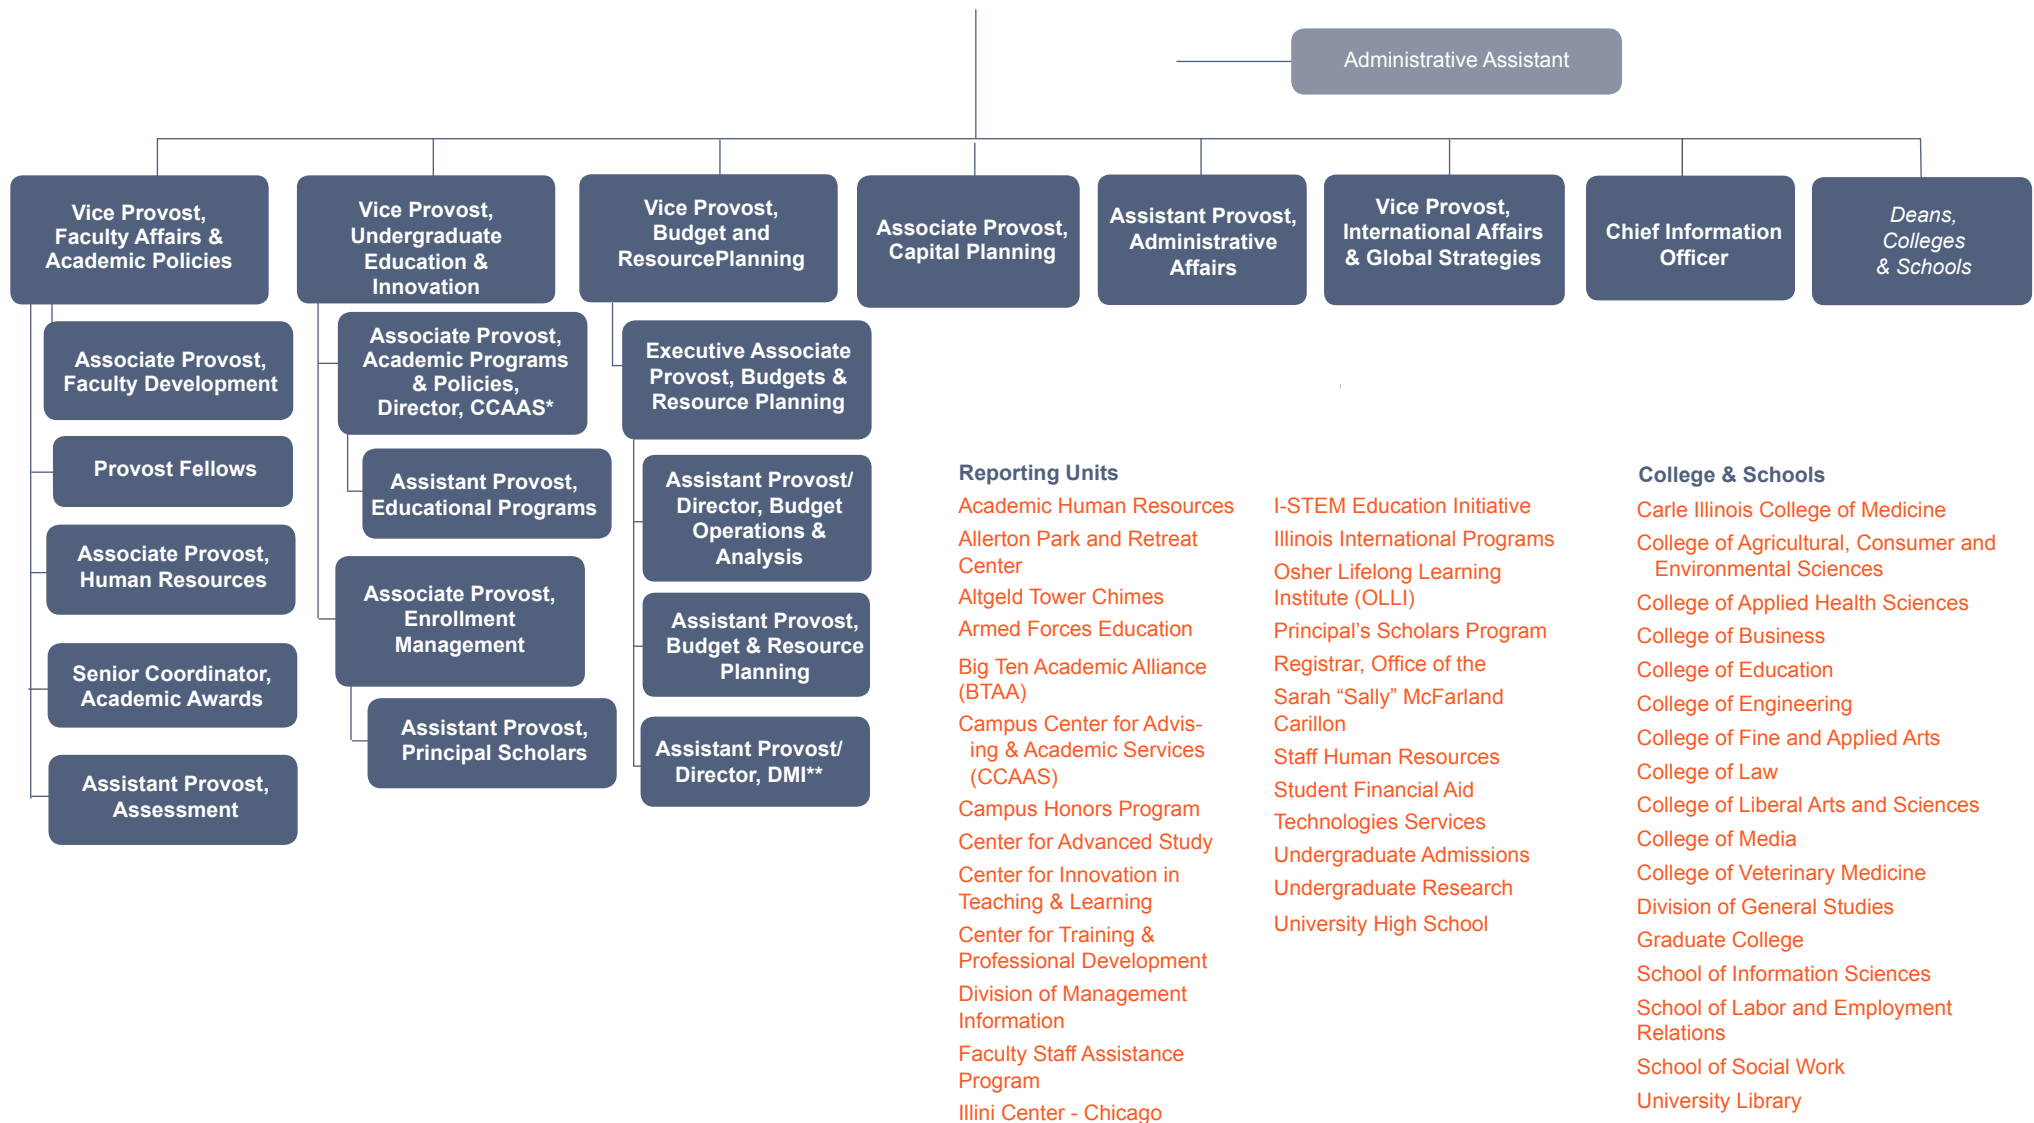 Administrative Assistant
Vice Provost,
Faculty Affairs &
Academic Policies
Vice Provost,
Undergraduate
Education &
Innovation
Vice Provost,
Budget and
ResourcePlanning
Associate Provost,
Capital Planning
Assistant Provost,
Administrative
Affairs
Vice Provost,
International Affairs
& Global Strategies
Chief Information
Officer
Deans,
Colleges
& Schools
Associate Provost,
Faculty Development
Provost Fellows
Associate Provost,
Human Resources
Senior Coordinator,
Academic Awards
Assistant Provost,
Assessment
Associate Provost,
Academic Programs
& Policies,
Director, CCAAS*
Assistant Provost,
Educational Programs
Associate Provost,
Enrollment
Management
Assistant Provost,
Principal Scholars
Executive Associate
Provost, Budgets &
Resource Planning
Assistant Provost/
Director, Budget
Operations &
Analysis
Assistant Provost,
Budget & Resource
Planning
Assistant Provost/
Director, DMI**
Reporting Units
Academic Human Resources
Allerton Park and Retreat
Center
Altgeld Tower Chimes
Armed Forces Education
Big Ten Academic Alliance
(BTAA)
Campus Center for Advis-
ing & Academic Services
(CCAAS)
Campus Honors Program
Center for Advanced Study
Center for Innovation in
Teaching & Learning
Center for Training &
Professional Development
Division of Management
Information
Faculty Staff Assistance
Program
Illini Center - Chicago
I-STEM Education Initiative
Illinois International Programs
Osher Lifelong Learning
Institute (OLLI)
Principal’s Scholars Program
Registrar, Office of the
Sarah “Sally” McFarland
Carillon
Staff Human Resources
Student Financial Aid
Technologies Services
Undergraduate Admissions
Undergraduate Research
University High School
College & Schools
Carle Illinois College of Medicine
College of Agricultural, Consumer and
Environmental Sciences
College of Applied Health Sciences
College of Business
College of Education
College of Engineering
College of Fine and Applied Arts
College of Law
College of Liberal Arts and Sciences
College of Media
College of Veterinary Medicine
Division of General Studies
Graduate College
School of Information Sciences
School of Labor and Employment
Relations
School of Social Work
University Library